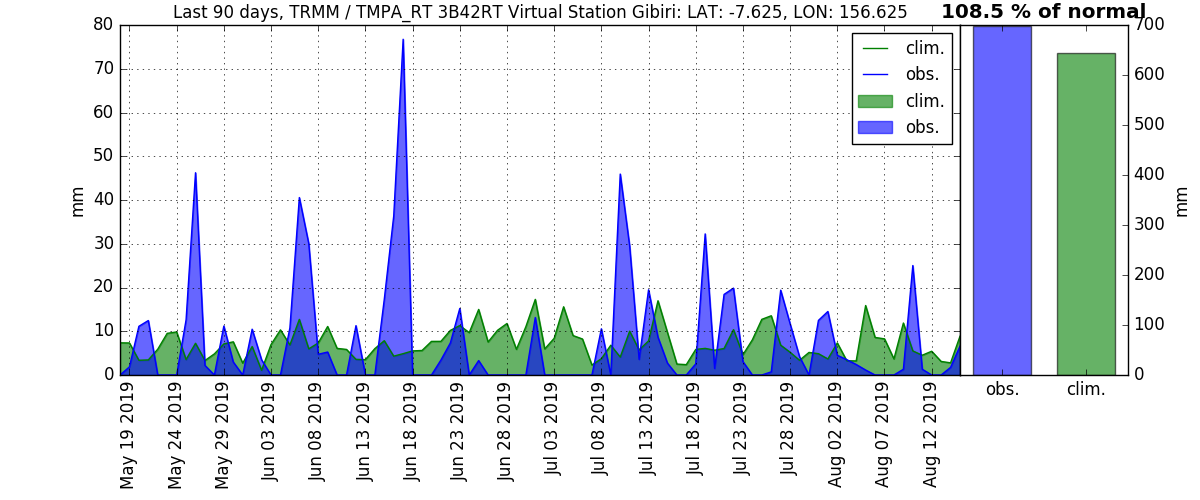 Last 90 days, TRMM / TMPA_RT 3B42RT Virtual Station Gibiri: LAT: -7.625, LON: 156.625
108.5 % of normal
80
70
60
50
40
30
20
10
0
mm
clim.
obs.
clim.
obs.
May 19 2019
May 24 2019
May 29 2019
Jun 03 2019
Jun 08 2019
Jun 13 2019
Jun 18 2019
Jun 23 2019
Jun 28 2019
Jul 03 2019
Jul 08 2019
Jul 13 2019
Jul 18 2019
Jul 23 2019
Jul 28 2019
Aug 02 2019
Aug 07 2019
Aug 12 2019
700
600
500
400
300
200
100
0
mm
obs.
clim.